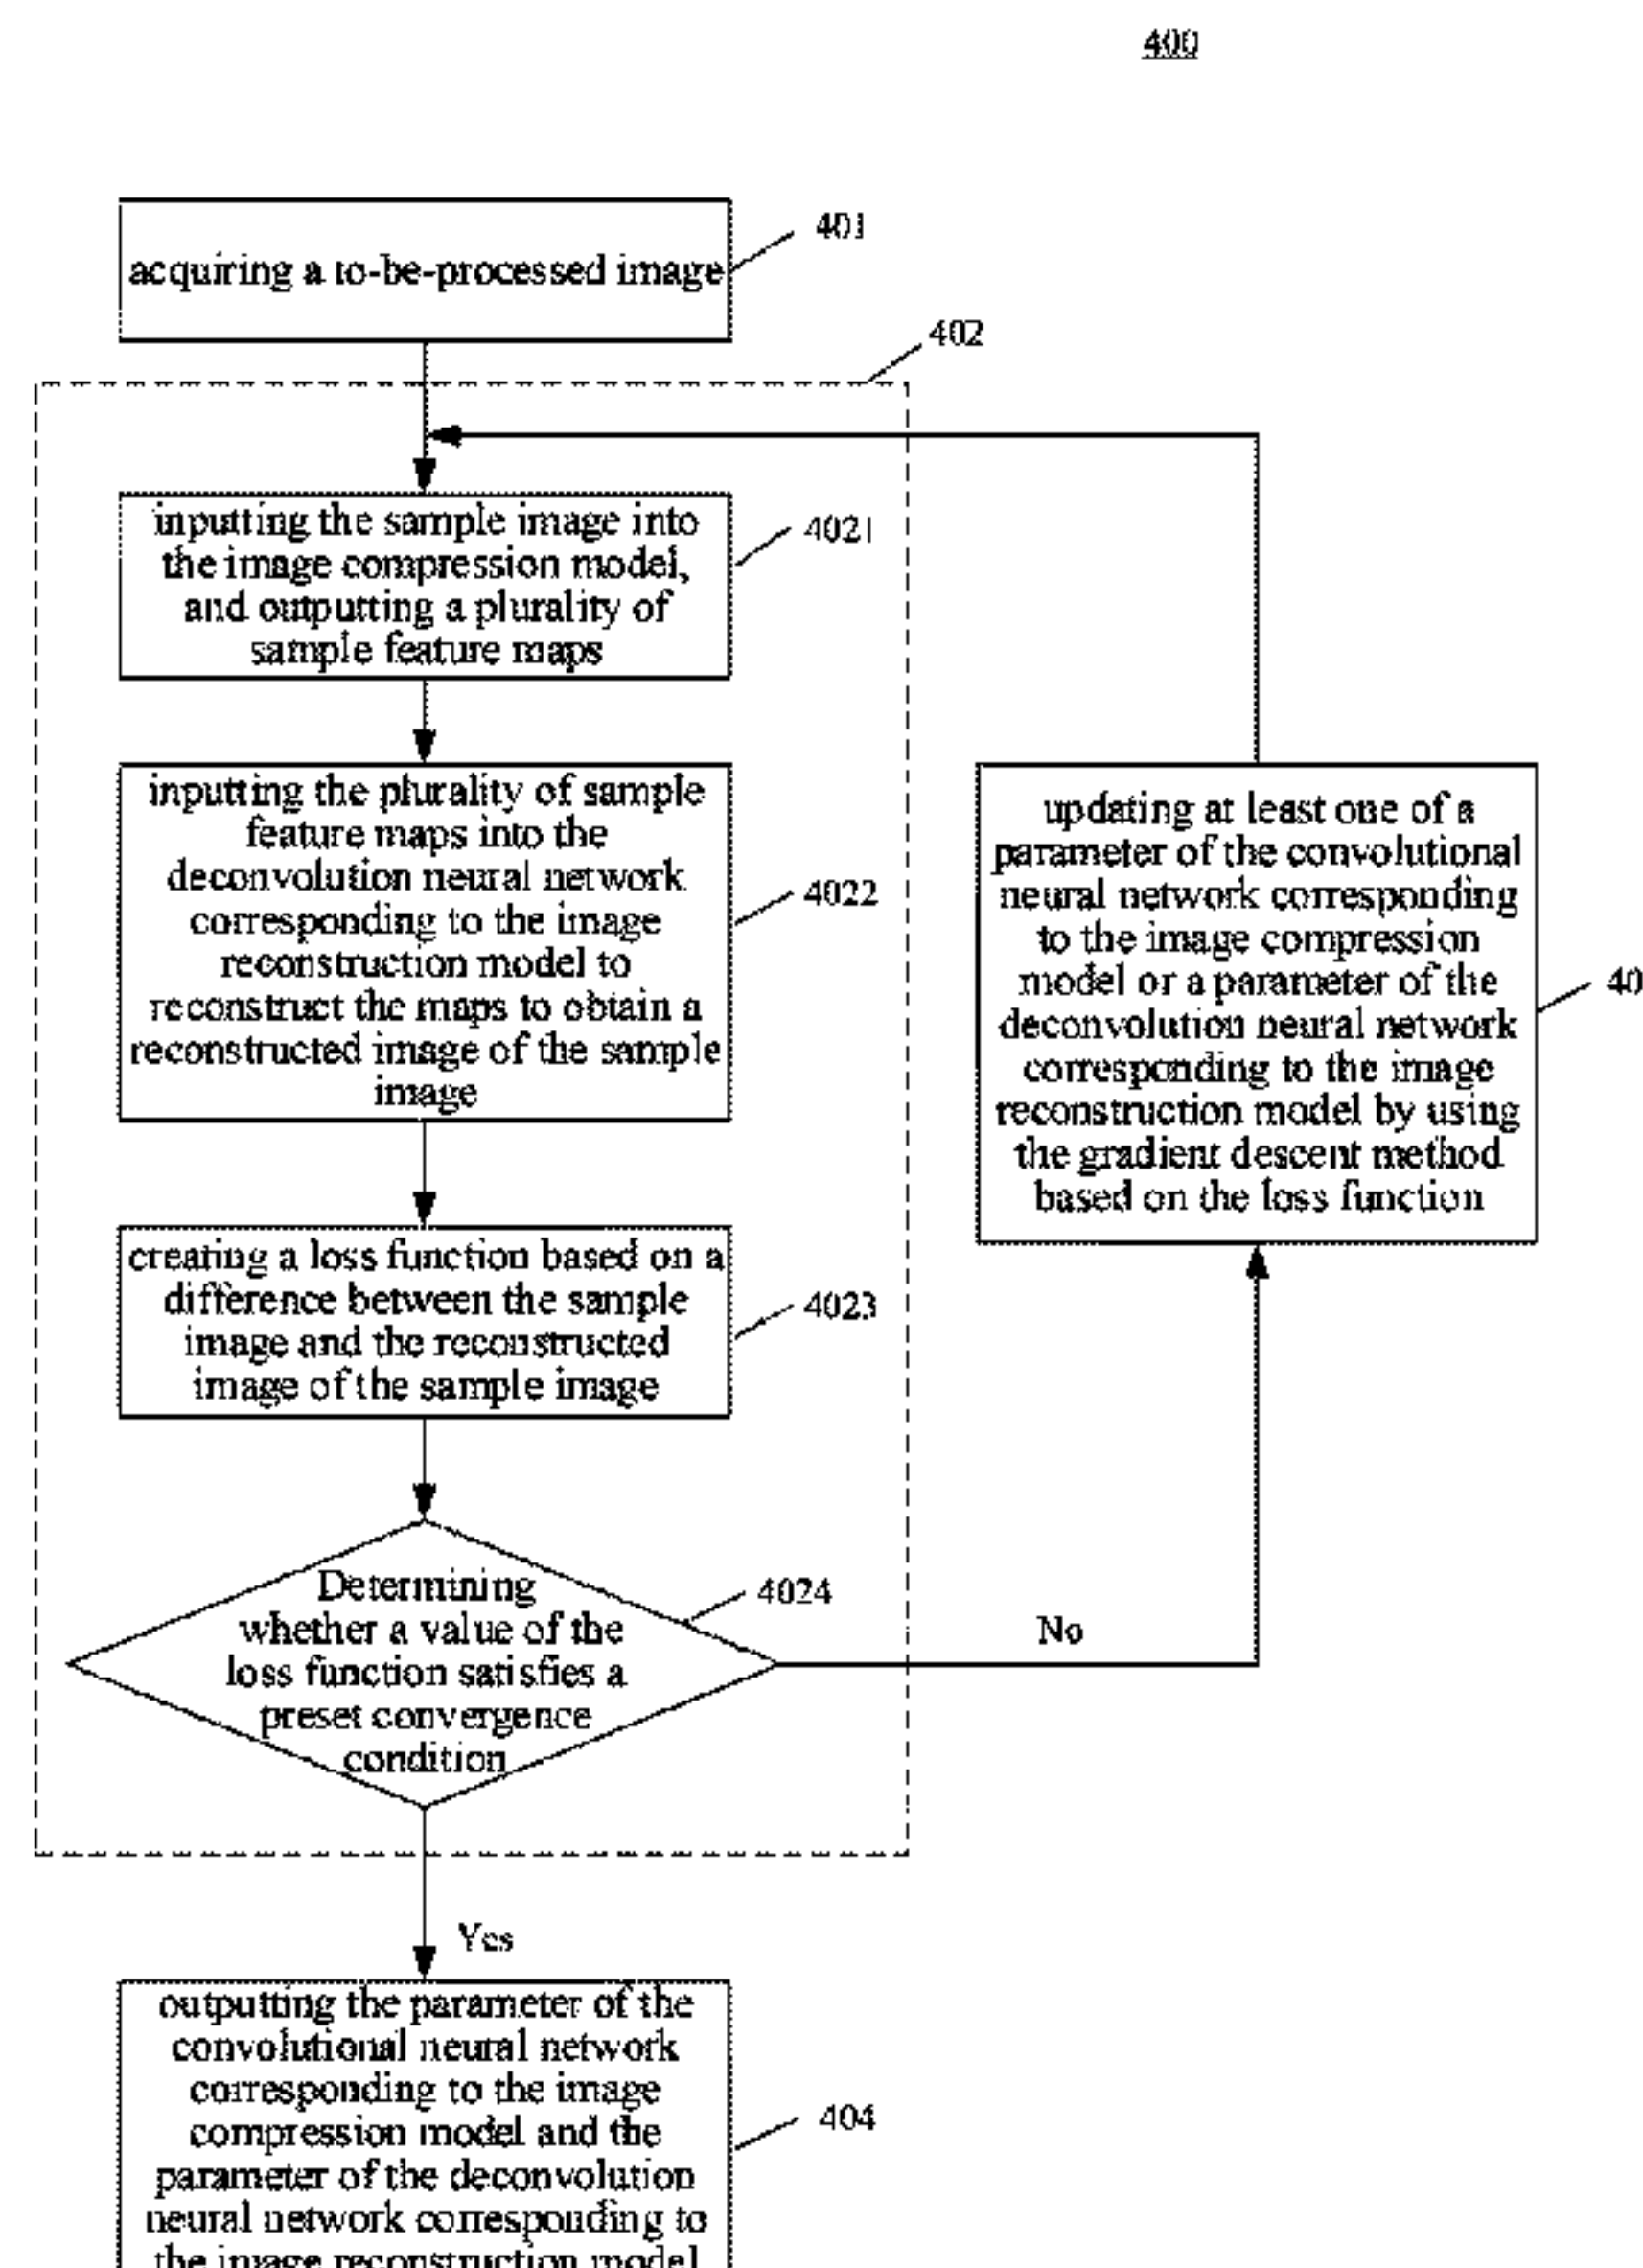 400
acquiring a to-be-processed image
401
402
inputting the sample image into
the image compression model,
and outputting a plurality of
sample feature maps
4021
inputting the plurality of sample
feature maps into the
deconvolution neural network
corresponding to the image
reconstruction model to
reconstruct the maps to obtain a
reconstructed image of the sample
image
4022
updating at least one of a
parameter of the convolutional
neural network corresponding
to the image compression
model or a parameter of the
deconvolution neural network
corresponding to the image
reconstruction model by using
the gradient descent method
based on the loss function
40
creating a loss function based on a
difference between the sample
image and the reconstructed
image of the sample image
4023
Determining
whether a value of the
loss function satisfies a
preset convergence
condition
4024
No
Yes
outputting the parameter of the
convolutional neural network
corresponding to the image
compression model and the
parameter of the deconvolution
neural network corresponding to
the image reconstruction model
404